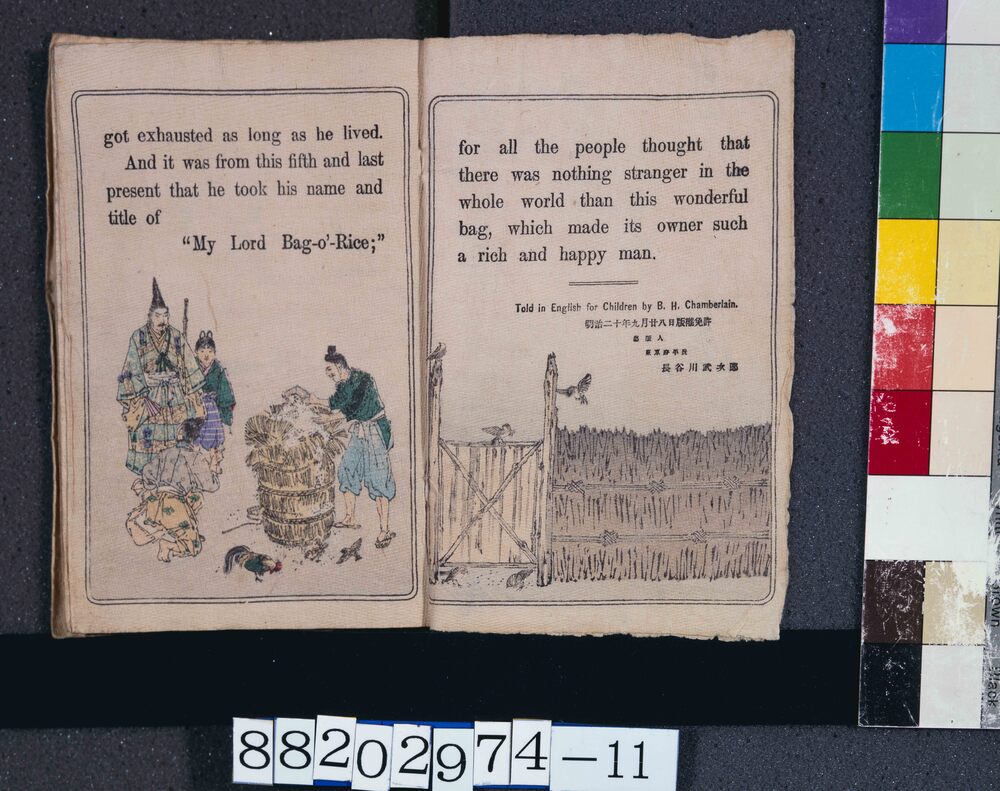 got exhausted as long as he lived.
And it was from this fifth and last
present that he took his name and
title of
“My Lord Bag-o’-Rice;”
for all the people thought that
there was nothing stranger in the
whole world than this wonderful
bag, which made its owner such
a rich and happy man.
Told in English for Children by B. H. Chamberlain.
明治二十年九月廿八日版權免許
出版人
東京府平民
長谷川武次郎
88202974-11